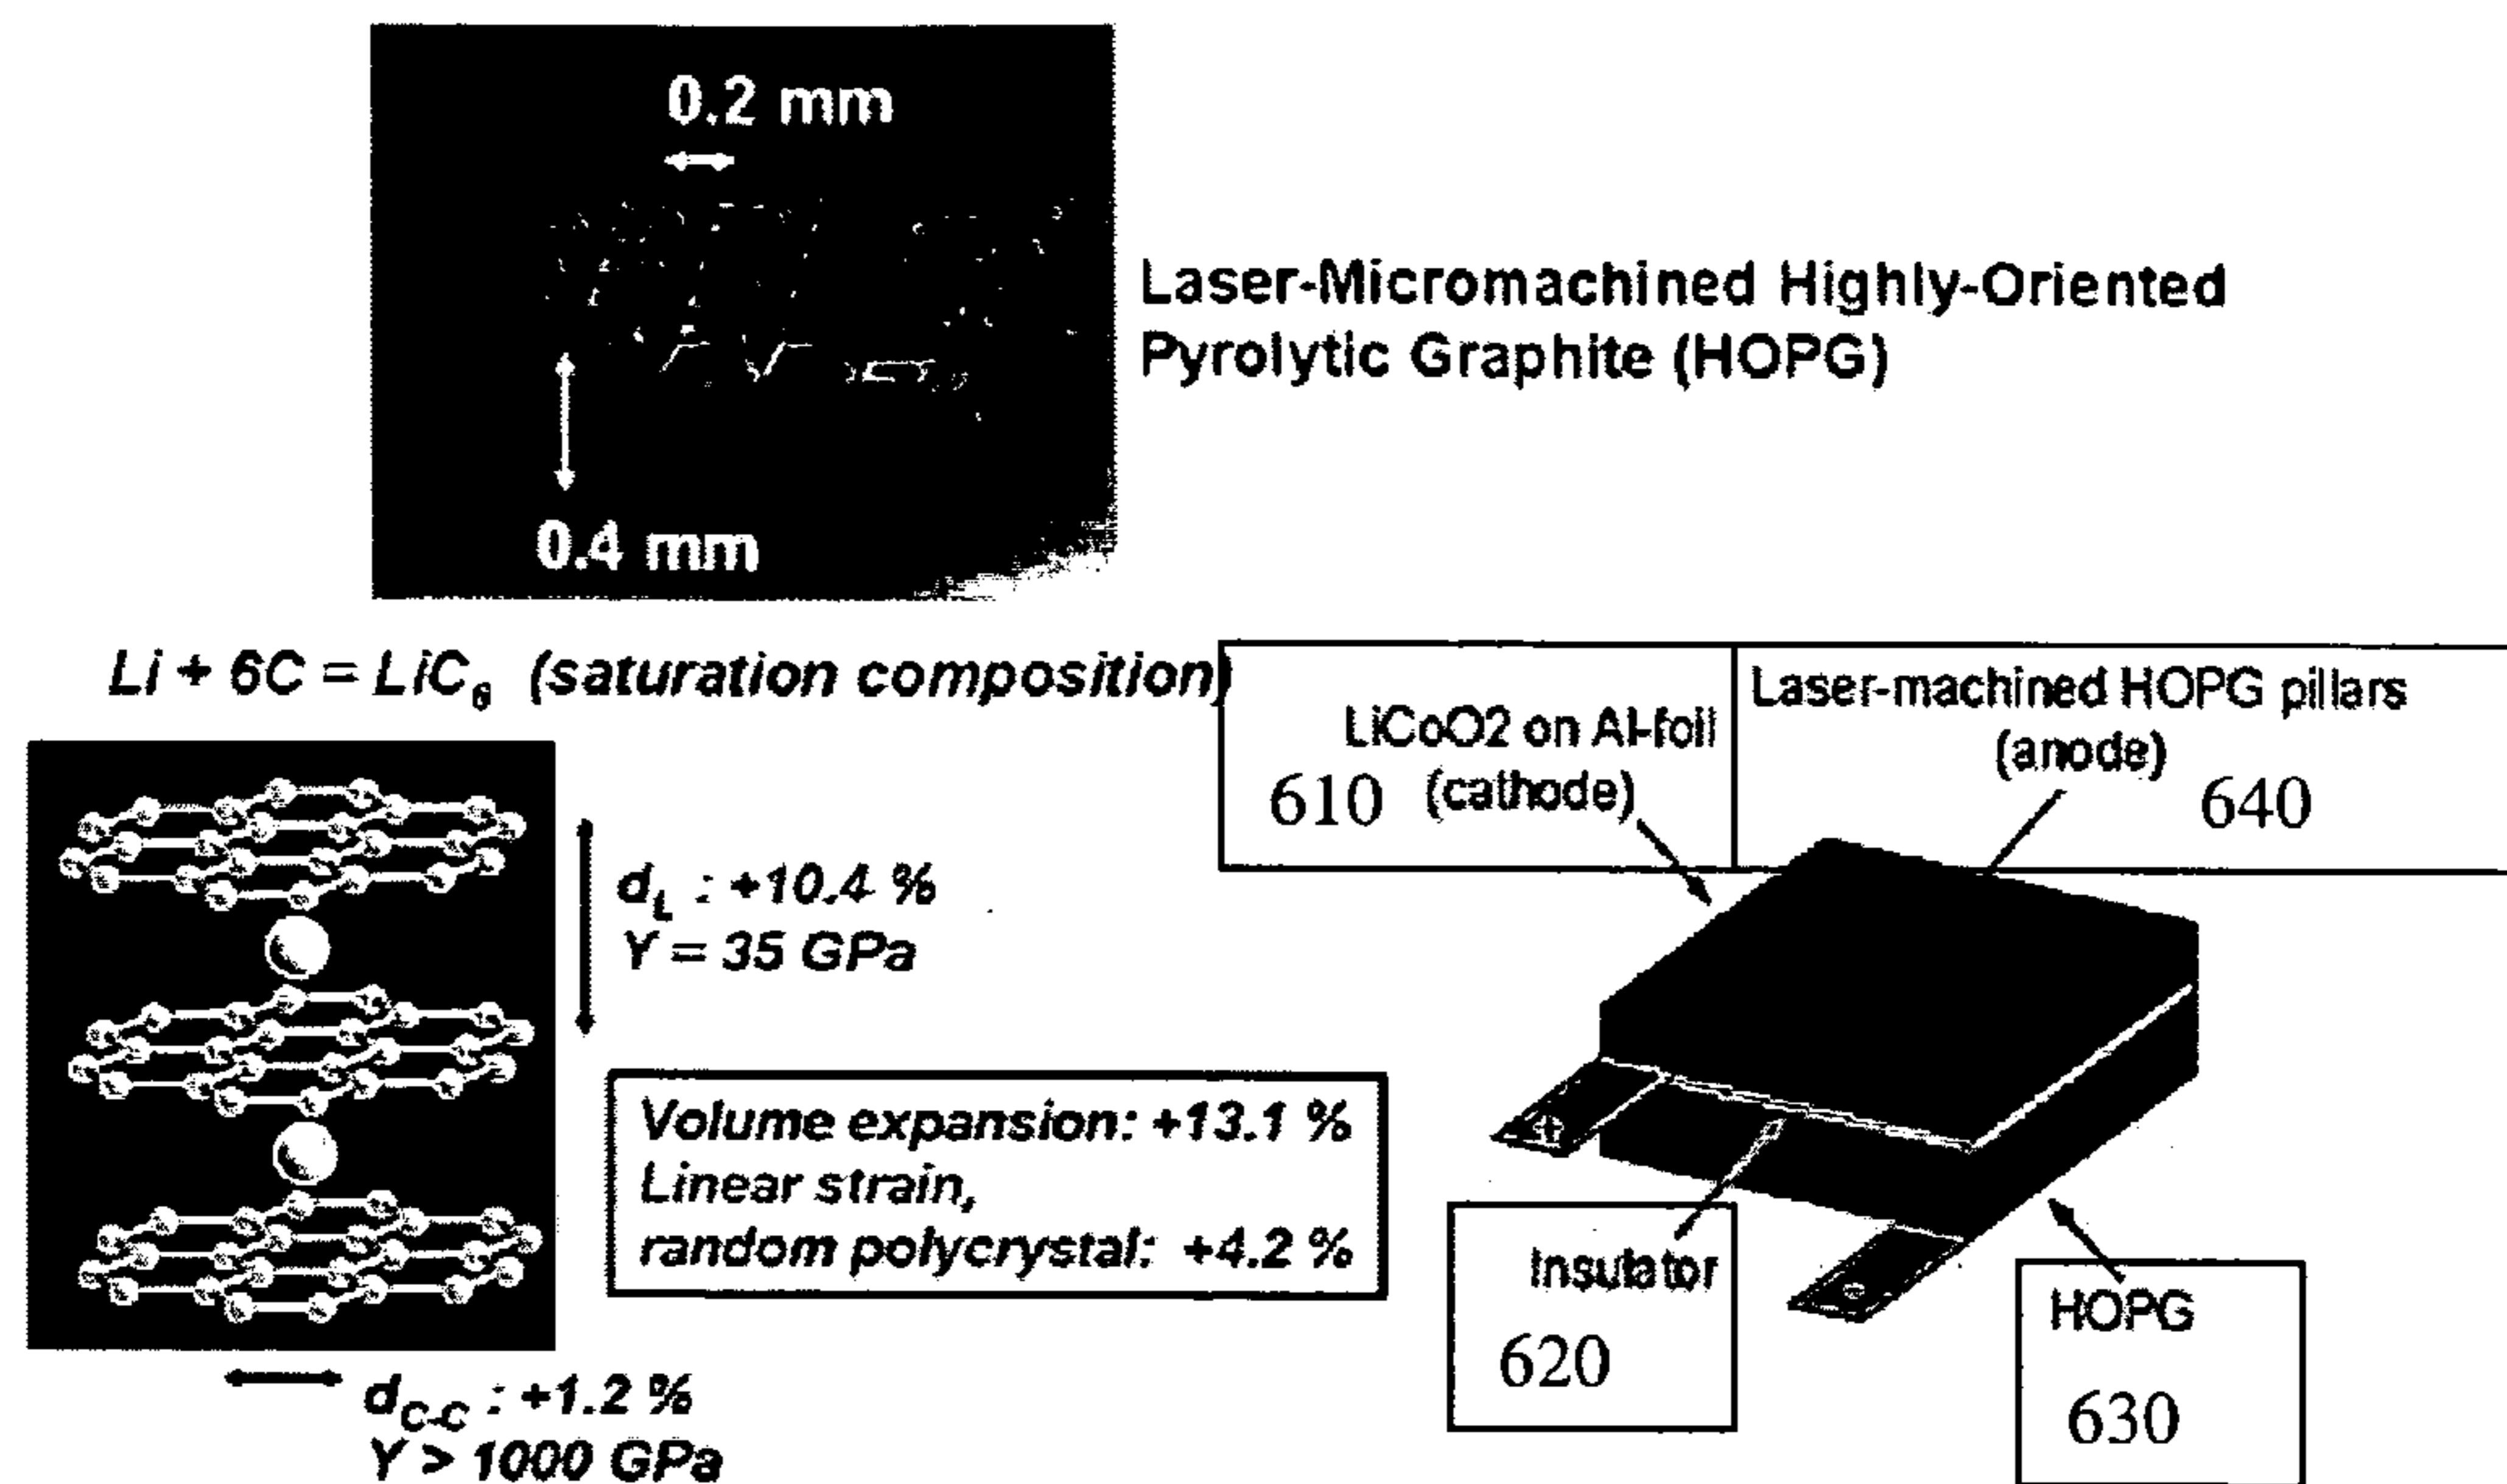 0.2 mm
0.4 mm
Laser-Micromachined Highly-Oriented
Pyrolytic Graphite (HOPG)
Li + 6C = LiC₆ (saturation composition)
d_L : +10.4 %
Y = 35 GPa
Volume expansion: +13.1 %
Linear strain,
random polycrystal: +4.2 %
d_C-C : +1.2 %
Y > 1000 GPa
LiCoO2 on Al-foil
(cathode)
610
Laser-machined HOPG pillars
(anode)
640
+
Insulator
620
HOPG
630